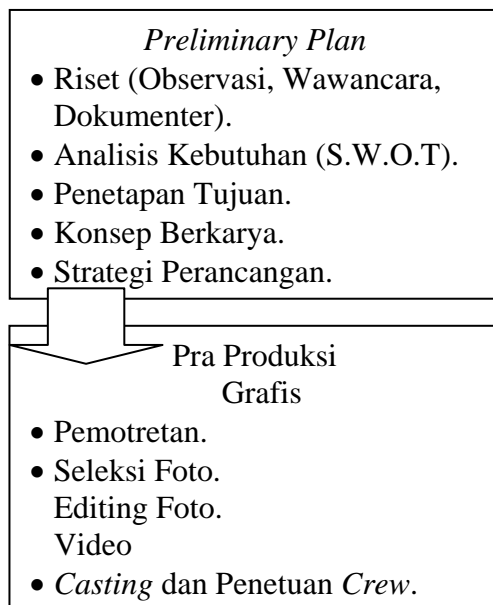 Preliminary Plan
• Riset (Observasi, Wawancara,
Dokumenter).
• Analisis Kebutuhan (S.W.O.T).
• Penetapan Tujuan.
• Konsep Berkarya.
• Strategi Perancangan.
Pra Produksi
Grafis
• Pemotretan.
• Seleksi Foto.
Editing Foto.
Video
• Casting dan Penetuan Crew.